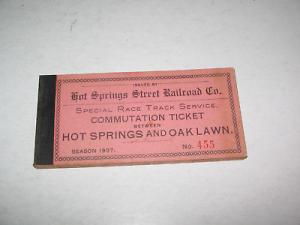 ISSUED BY
Hot Springs Street Railroad Co.
SPECIAL RACE TRACK SERVICE.
COMMUTATION TICKET
BETWEEN
HOT SPRINGS AND OAK LAWN.
SEASON 1907. NO. 455